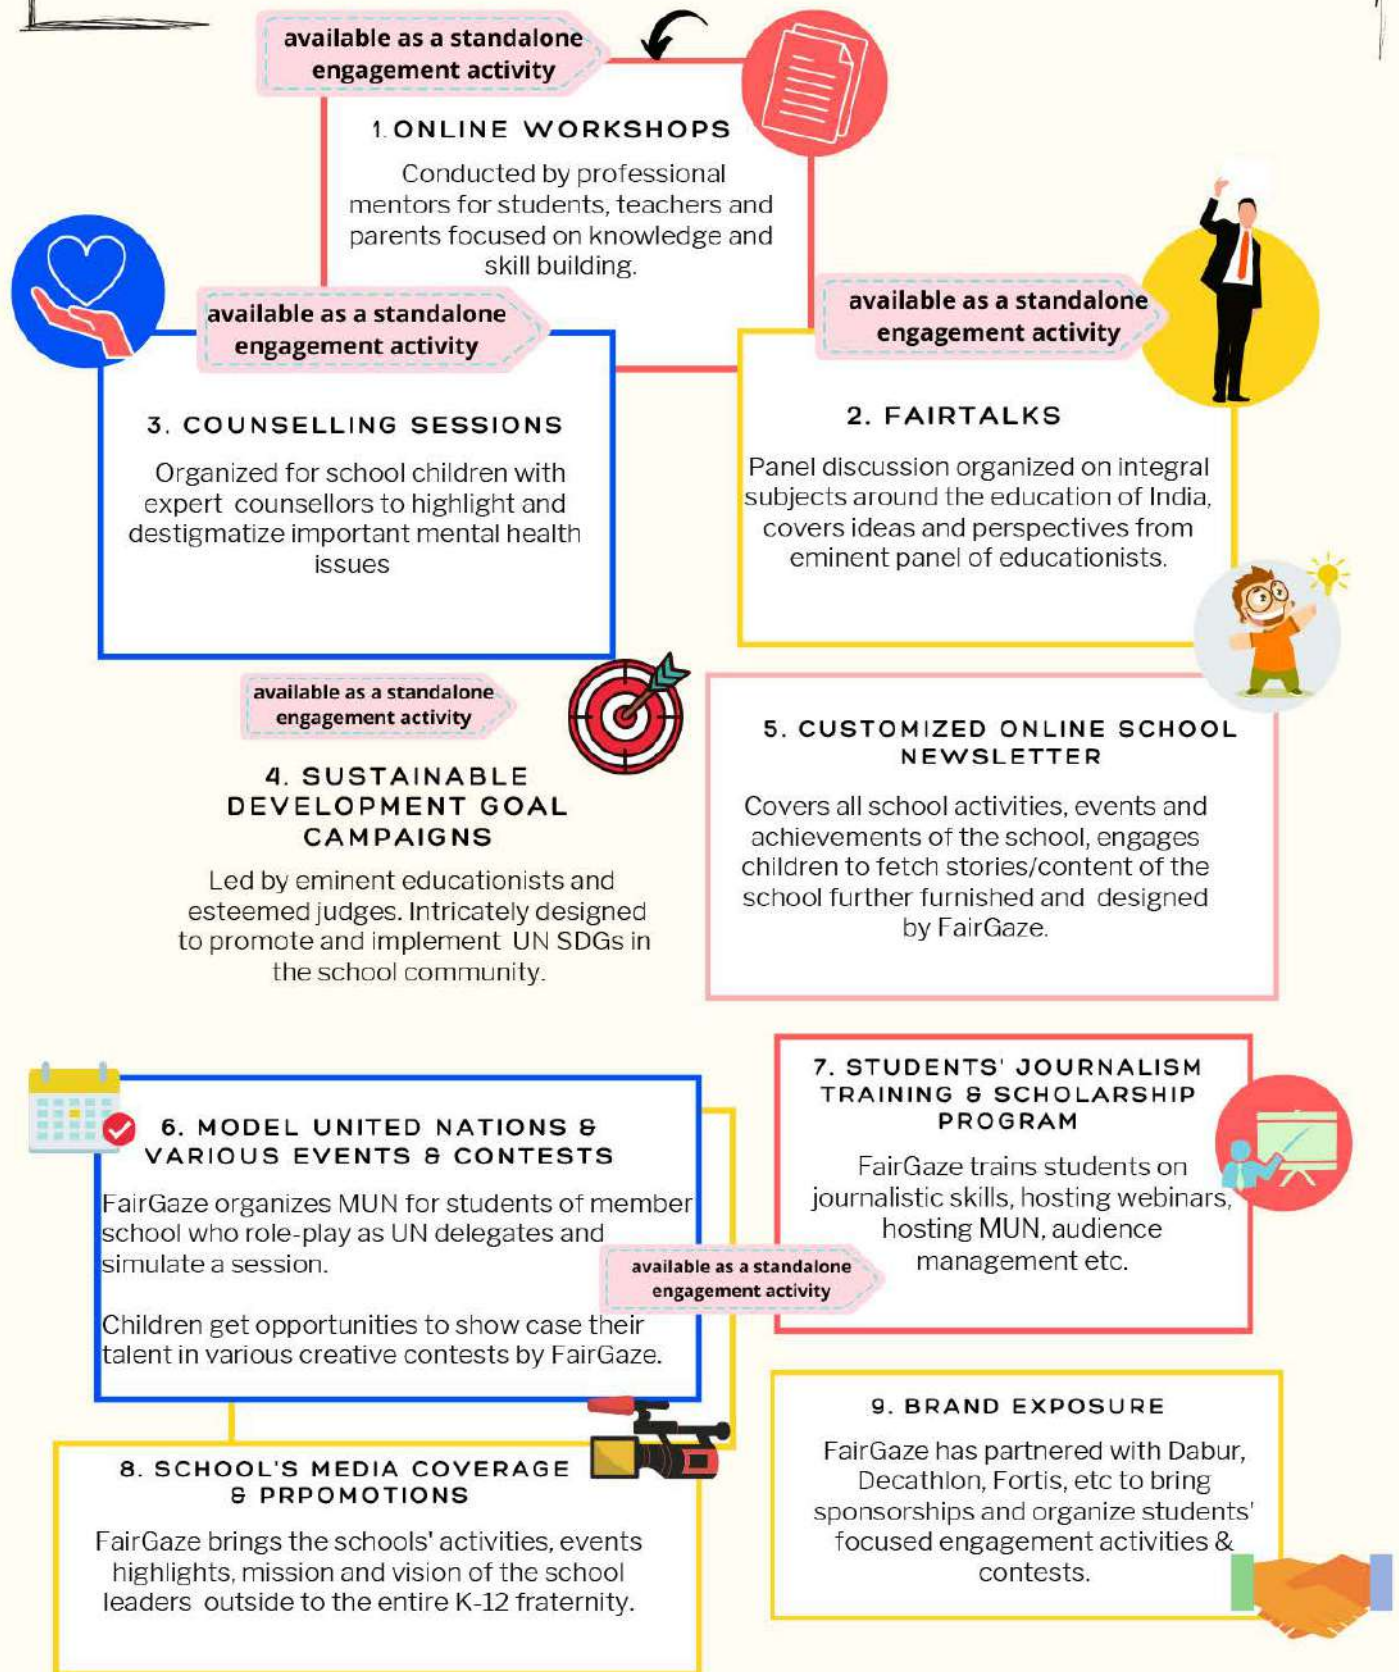 available as a standalone
engagement activity
1. ONLINE WORKSHOPS
Conducted by professional
mentors for students, teachers and
parents focused on knowledge and
skill building.
available as a standalone
engagement activity
2. FAIRTALKS
Panel discussion organized on integral
subjects around the education of India,
covers ideas and perspectives from
eminent panel of educationists.
available as a standalone
engagement activity
3. COUNSELLING SESSIONS
Organized for school children with
expert counsellors to highlight and
destigmatize important mental health
issues
available as a standalone
engagement activity
4. SUSTAINABLE
DEVELOPMENT GOAL
CAMPAIGNS
Led by eminent educationists and
esteemed judges. Intricately designed
to promote and implement UN SDGs in
the school community.
5. CUSTOMIZED ONLINE SCHOOL
NEWSLETTER
Covers all school activities, events and
achievements of the school, engages
children to fetch stories/content of the
school further furnished and designed
by FairGaze.
6. MODEL UNITED NATIONS &
VARIOUS EVENTS & CONTESTS
FairGaze organizes MUN for students of member
school who role-play as UN delegates and
simulate a session.
Children get opportunities to show case their
talent in various creative contests by FairGaze.
available as a standalone
engagement activity
7. STUDENTS' JOURNALISM
TRAINING & SCHOLARSHIP
PROGRAM
FairGaze trains students on
journalistic skills, hosting webinars,
hosting MUN, audience
management etc.
8. SCHOOL'S MEDIA COVERAGE
& PRPOMOTIONS
FairGaze brings the schools' activities, events
highlights, mission and vision of the school
leaders outside to the entire K-12 fraternity.
9. BRAND EXPOSURE
FairGaze has partnered with Dabur,
Decathlon, Fortis, etc to bring
sponsorships and organize students'
focused engagement activities &
contests.